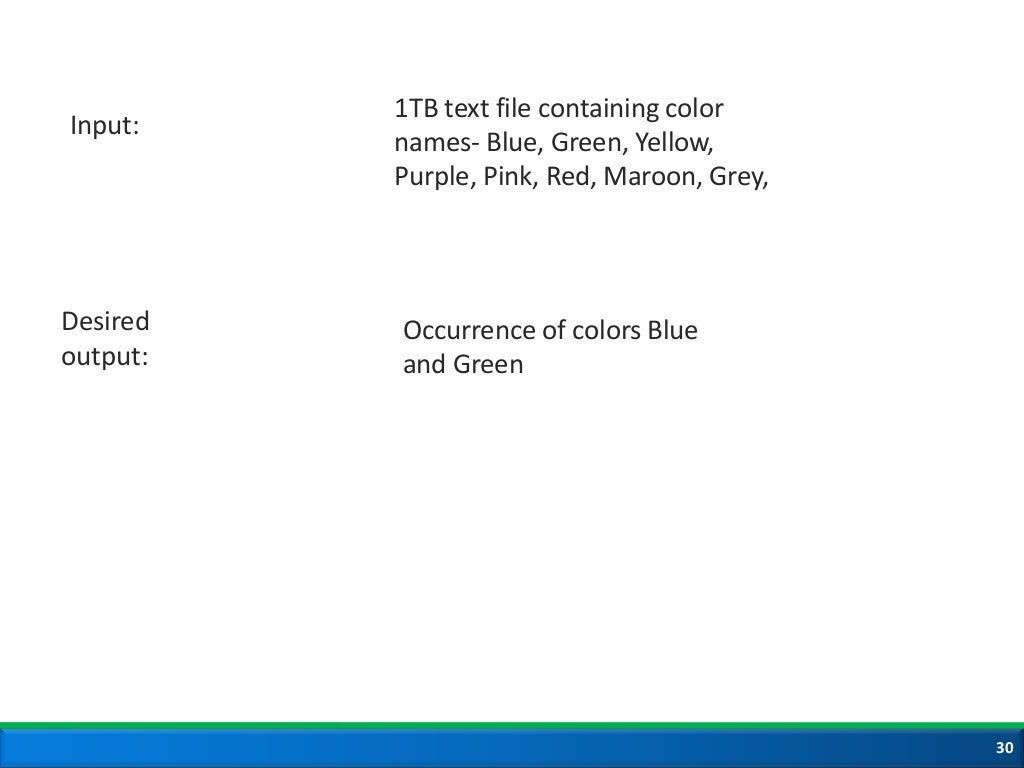 Input:
1TB text file containing color
names- Blue, Green, Yellow,
Purple, Pink, Red, Maroon, Grey,
Desired
output:
Occurrence of colors Blue
and Green
30